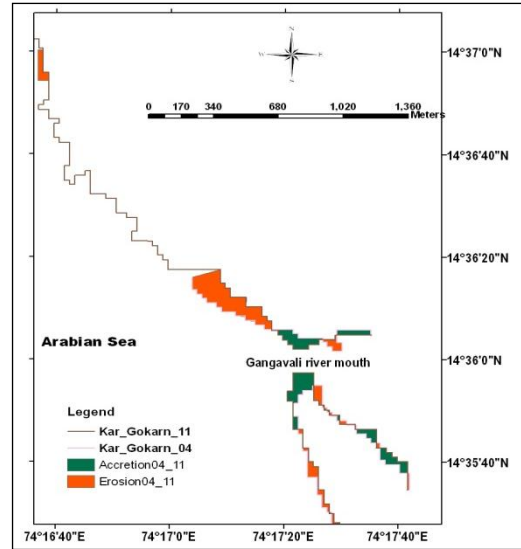 N
W E
S
0 170 340 680 1,020 1,360
Meters
14°37'0"N
14°36'40"N
14°36'20"N
14°36'0"N
14°35'40"N
Arabian Sea
Gangavali river mouth
Legend
Kar_Gokarn_11
Kar_Gokarn_04
Accretion04_11
Erosion04_11
74°16'40"E 74°17'0"E 74°17'20"E 74°17'40"E